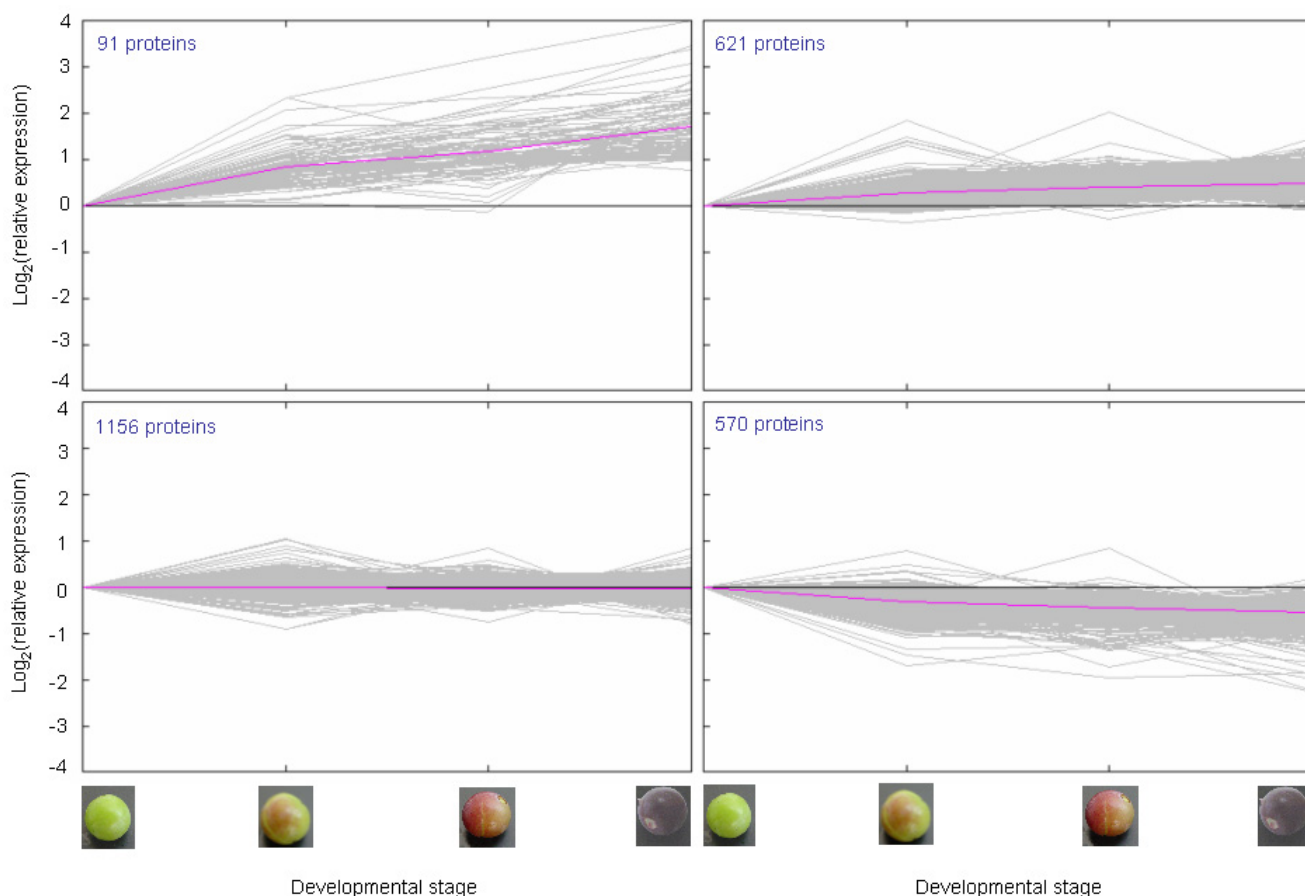 4
3
2
1
0
-1
-2
-3
-4
Log₂(relative expression)
91 proteins
621 proteins
4
3
2
1
0
-1
-2
-3
-4
Log₂(relative expression)
1156 proteins
570 proteins
Developmental stage
Developmental stage